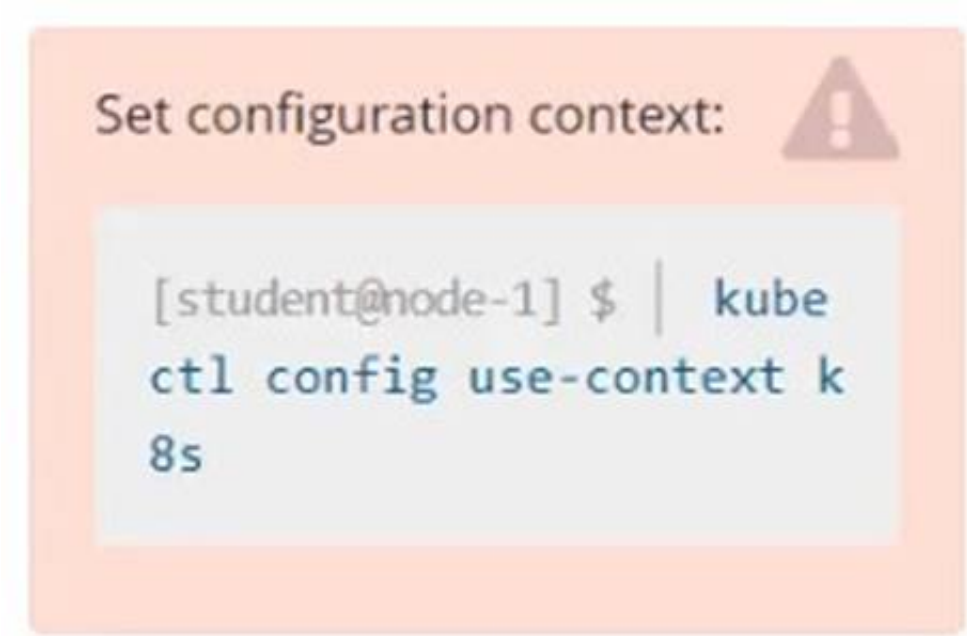 Set configuration context:
[student@node-1] $ | kube
ctl config use-context k
8s